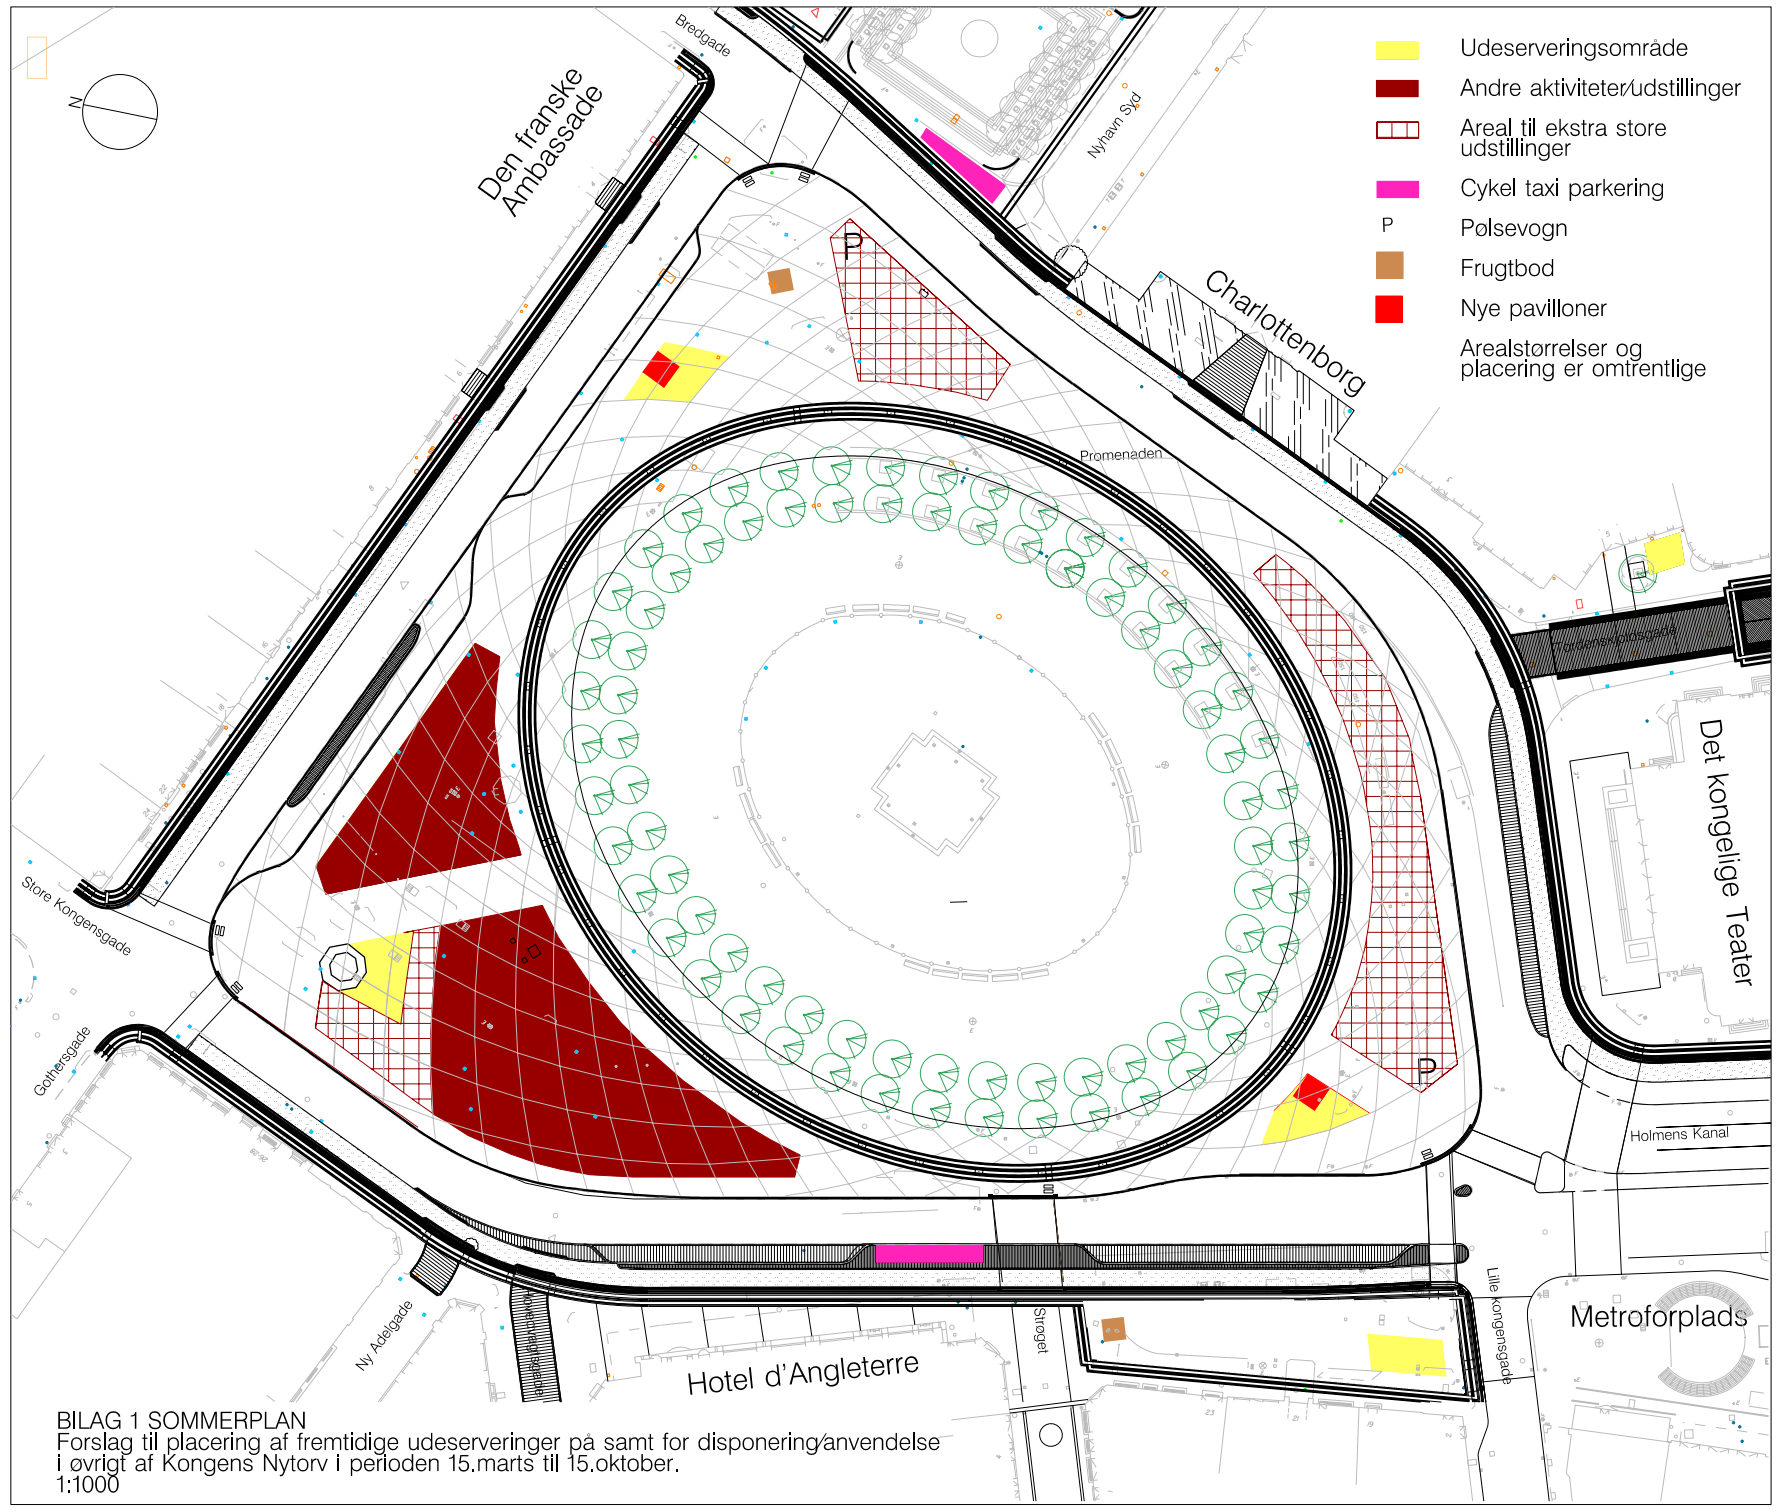 Bredgade
N
Den franske
Ambassade
Nyhavn Syd
Udeserveringsområde
Andre aktiviteter/udstillinger
Areal til ekstra store
udstillinger
Cykel taxi parkering
P
Pølsevogn
Frugtbod
Nye pavilloner
Arealstørrelser og
placering er omtrentlige
P
Charlottenborg
Promenaden
Tordenskjoldsgade
Det kongelige Teater
Store Kongensgade
Gothersgade
P
Holmens Kanal
Ny Adelgade
Hovedvagtsgade
Hotel d'Angleterre
Strøget
Lille Kongensgade
Metroforplads
BILAG 1 SOMMERPLAN
Forslag til placering af fremtidige udeserveringer på samt for disponering/anvendelse
i øvrigt af Kongens Nytorv i perioden 15.marts til 15.oktober.
1:1000